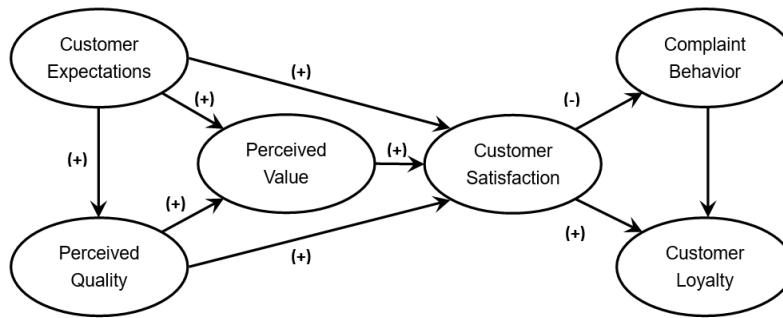 Customer
Expectations
(+)
Complaint
Behavior
(+)
(-)
(+)
Perceived
Value
(+)
Customer
Satisfaction
(+)
(+)
(+)
Perceived
Quality
(+)
Customer
Loyalty